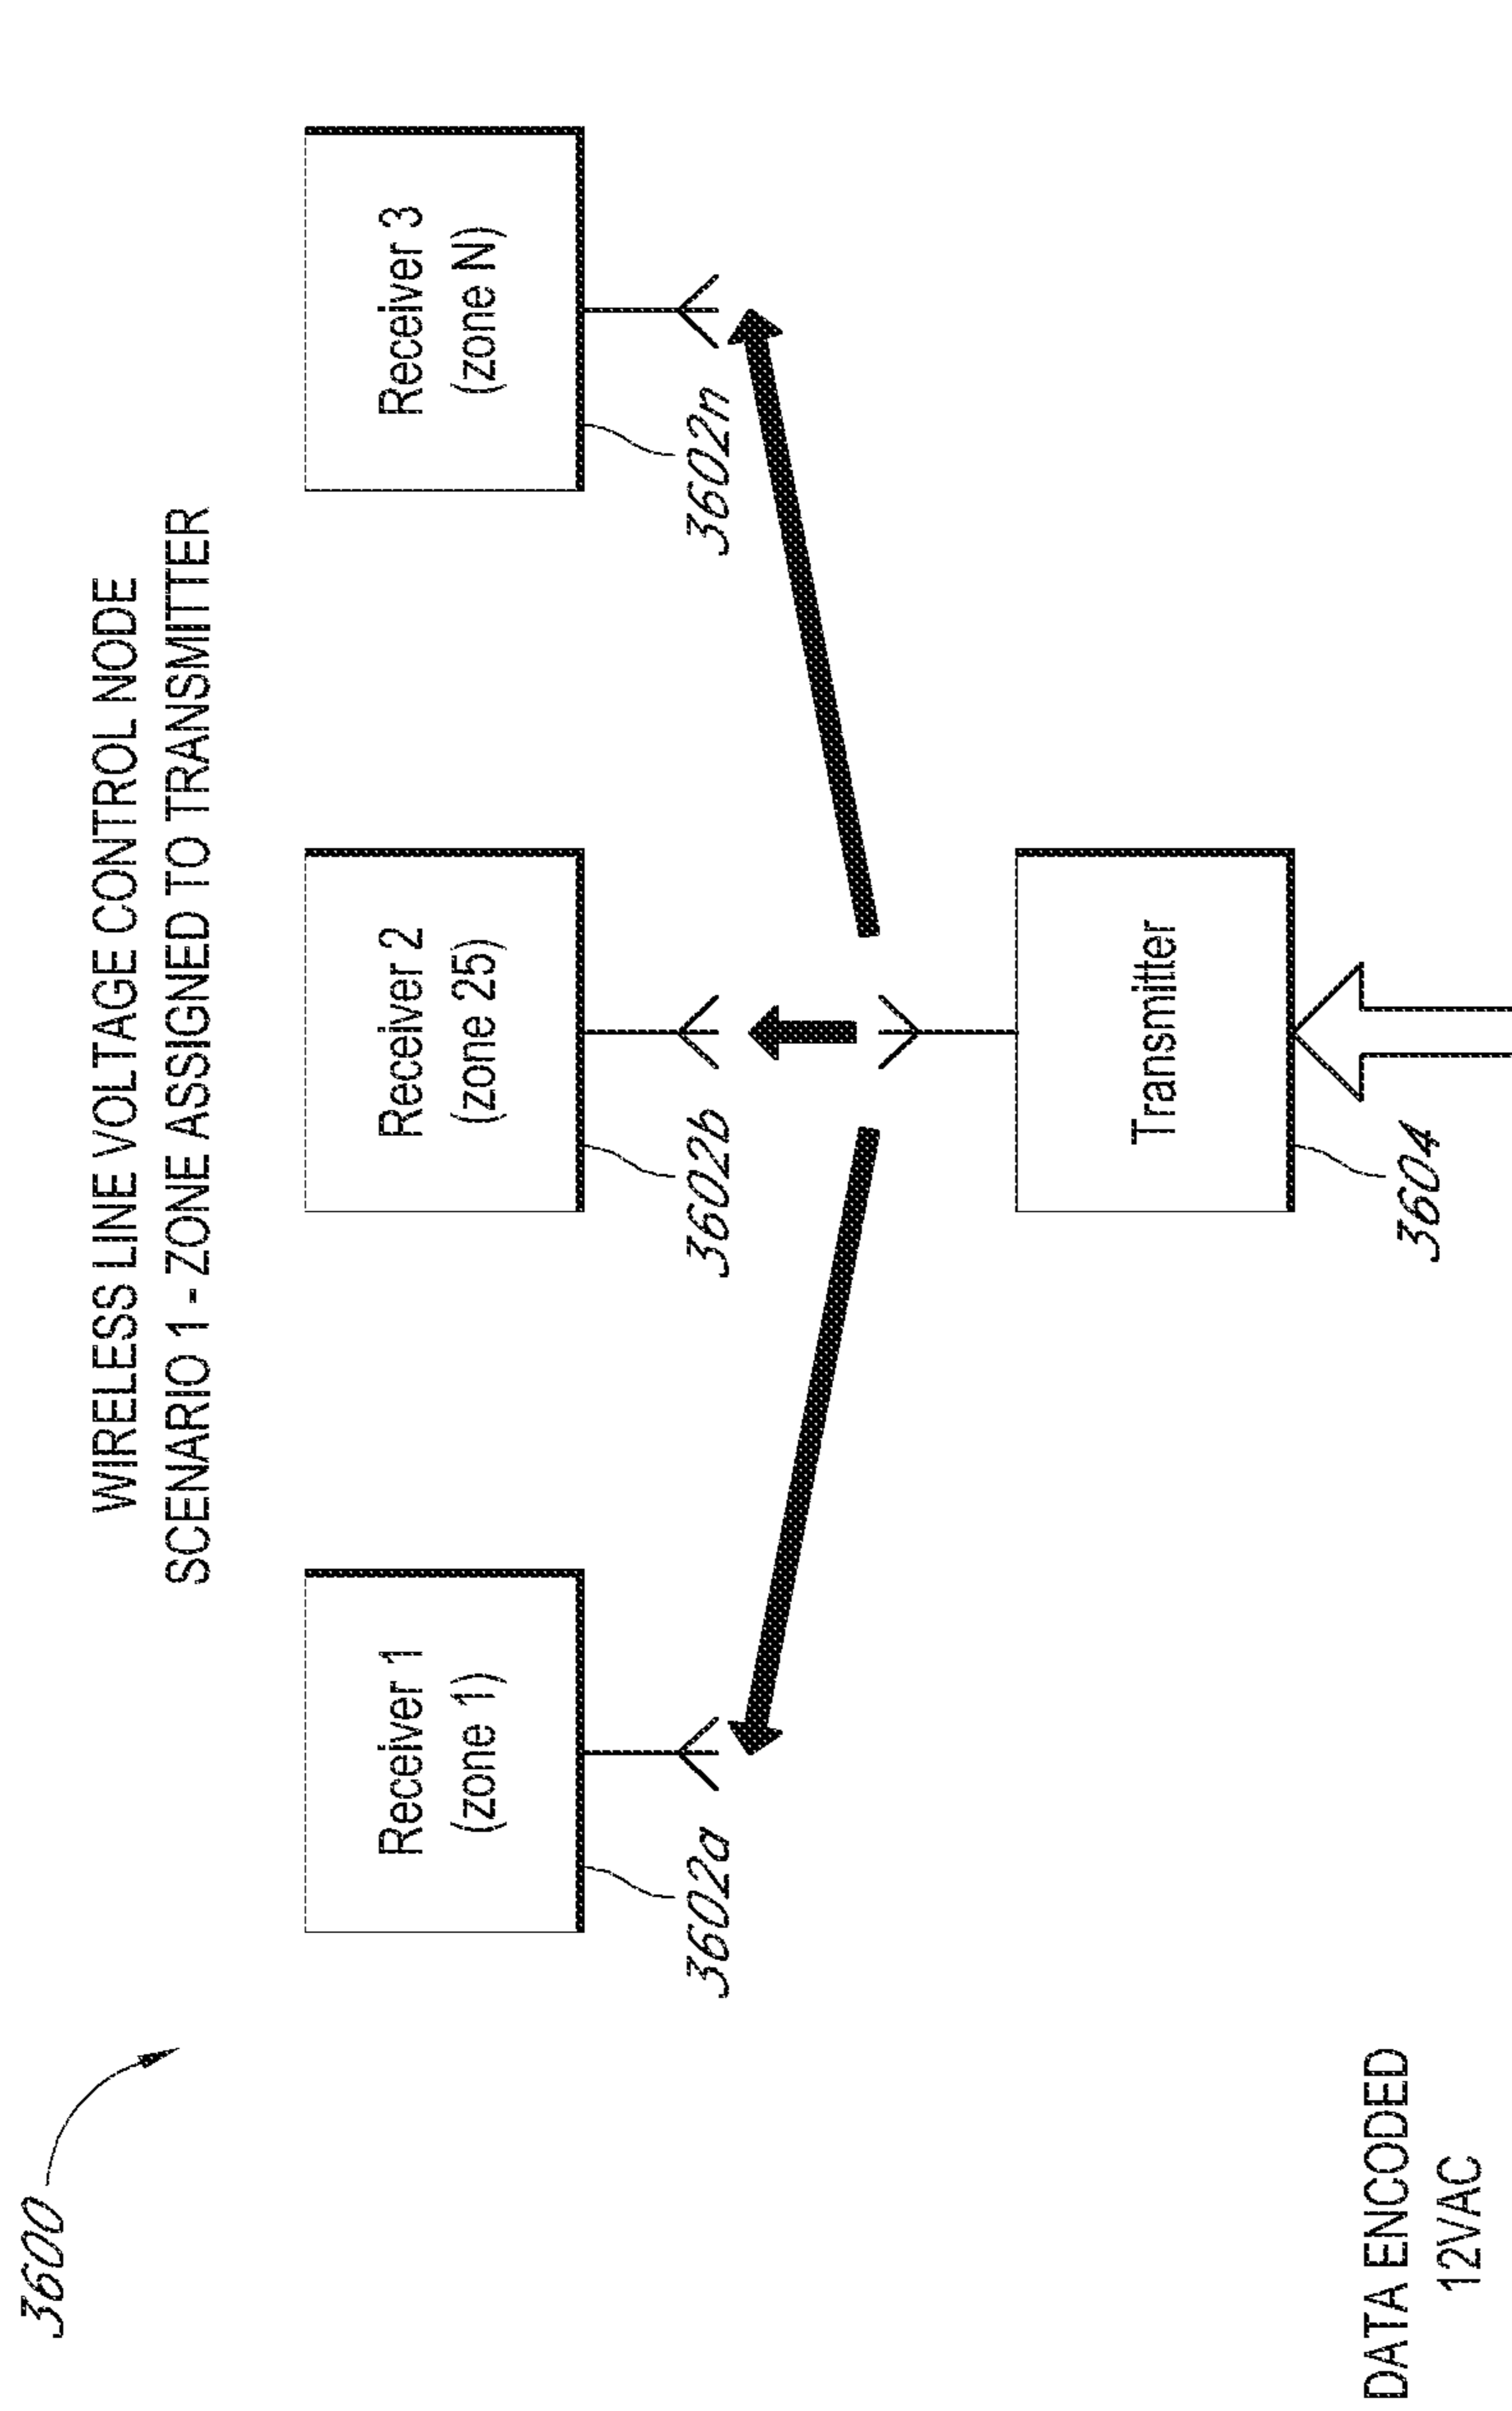 3600
WIRELESS LINE VOLTAGE CONTROL NODE
SCENARIO 1 - ZONE ASSIGNED TO TRANSMITTER
Receiver 1
(zone 1)
3602a
Receiver 2
(zone 25)
3602b
Receiver 3
(zone N)
3602n
Transmitter
3604
DATA ENCODED
12VAC